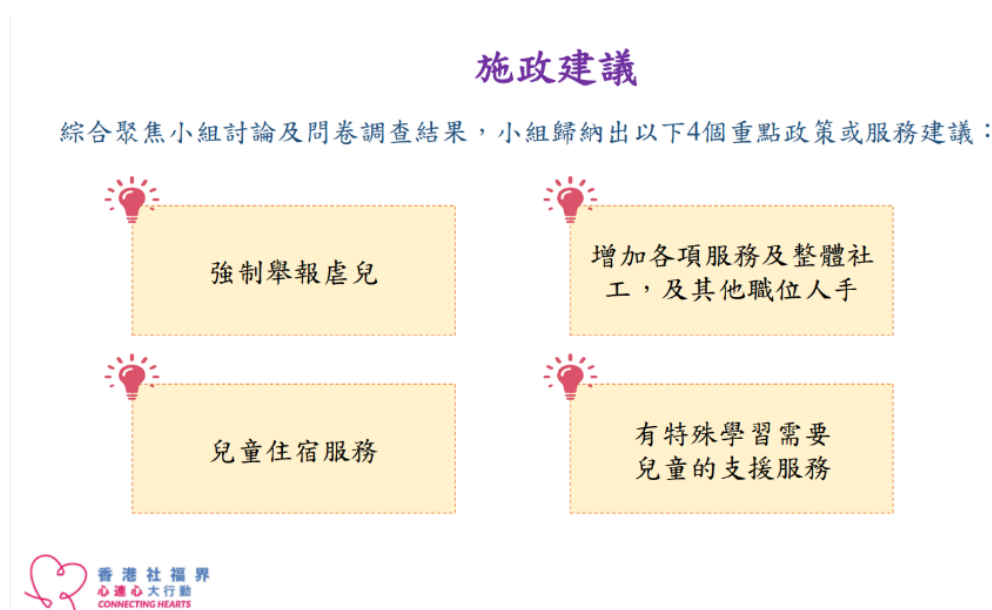 施政建議
綜合聚焦小組討論及問卷調查結果，小組歸納出以下4個重點政策或服務建議：
強制舉報虐兒
增加各項服務及整體社
工，及其他職位人手
兒童住宿服務
有特殊學習需要
兒童的支援服務
香港社福界
心連心大行動
CONNECTING HEARTS